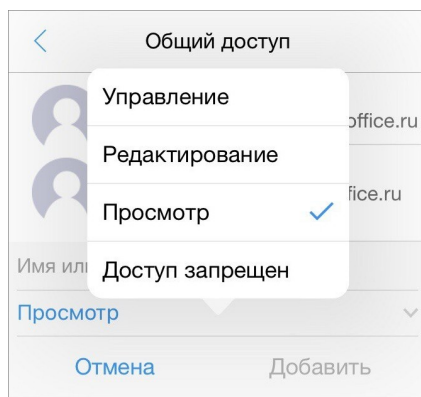 Общий доступ
Управление
office.ru
Редактирование
Просмотр
fice.ru
Доступ запрещен
Имя или
Просмотр
Отмена
Добавить